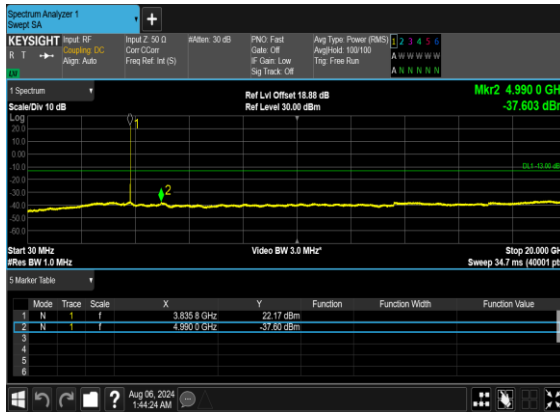 Spectrum Analyzer 1
Swept SA
+
KEYSIGHT Input: RF Input Z: 50 Ω #Atten: 30 dB PNO: Fast Avg Type: Power (RMS) 1 2 3 4 5 6
R T Coupling: DC Corr CCorr Gate: Off Avg|Hold: 100/100 A W W W W W
Align: Auto Freq Ref: Int (S) IF Gain: Low Trig: Free Run
Sig Track: Off A N N N N N
1 Spectrum Ref Lvl Offset 18.88 dB Mkr2 4.990 0 GH
Scale/Div 10 dB Ref Level 30.00 dBm -37.603 dB
Log
20.0
10.0
0.00
-10.0
-20.0
-30.0
-40.0
-50.0
-60.0
1
2
DL1 -13.00 dB
Start 30 MHz Video BW 3.0 MHz* Stop 20.000 GH
#Res BW 1.0 MHz Sweep 34.7 ms (40001 pt
5 Marker Table
Mode Trace Scale X Y Function Function Width Function Value
1 N 1 f 3.835 8 GHz 22.17 dBm
2 N 1 f 4.990 0 GHz -37.60 dBm
3
4
5
6
? Aug 06, 2024
1:44:24 AM